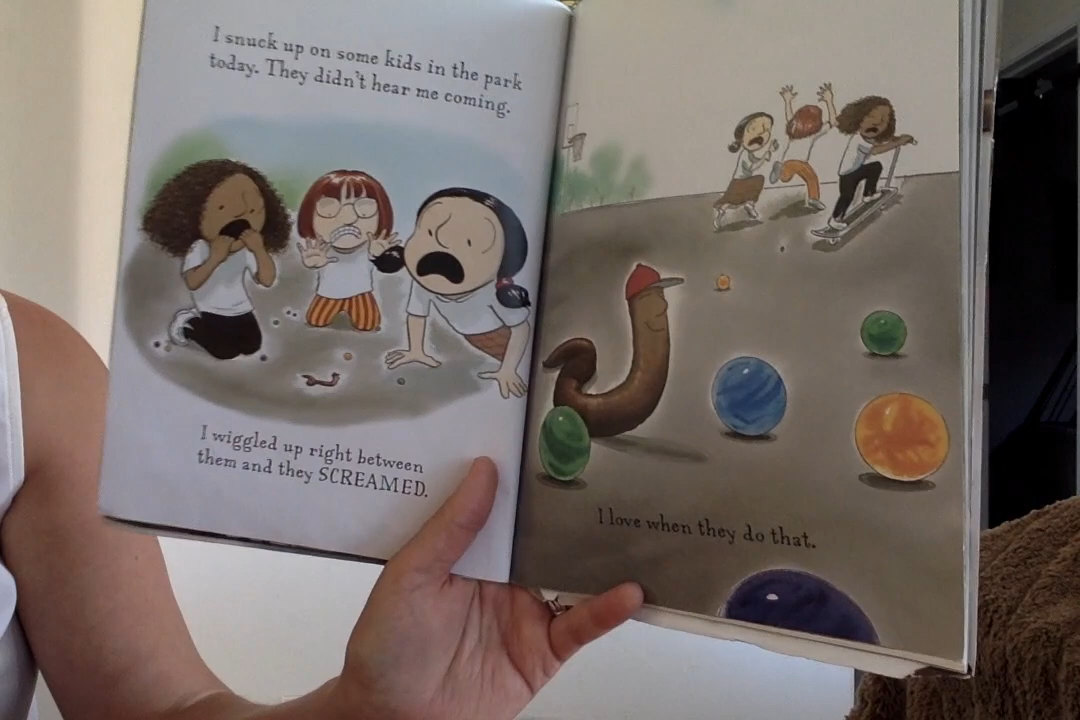 I snuck up on some kids in the park
today. They didn't hear me coming.
I wiggled up right between
them and they SCREAMED.
I love when they do that.